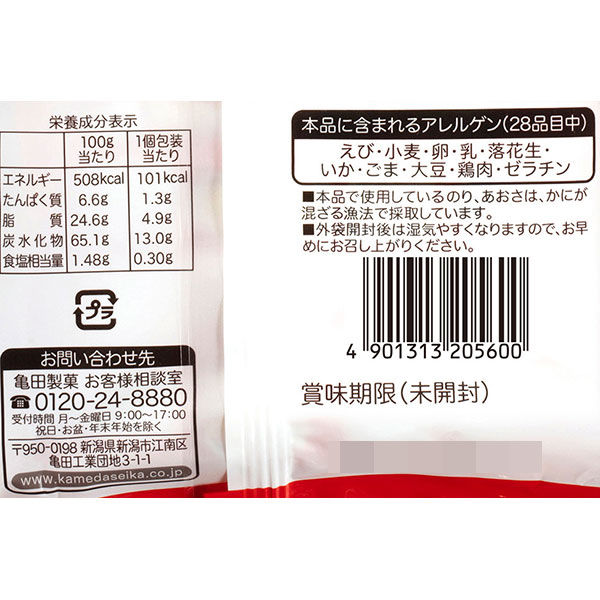 栄養成分表示
100g当たり 1個包装当たり
エネルギー 508kcal 101kcal
たんぱく質 6.6g 1.3g
脂質 24.6g 4.9g
炭水化物 65.1g 13.0g
食塩相当量 1.48g 0.30g
プラ
お問い合わせ先
亀田製菓 お客様相談室
☎0120-24-8880
受付時間 月~金曜日 9:00~17:00
祝日・お盆・年末年始を除く
〒950-0198 新潟県新潟市江南区
亀田工業団地3-1-1
www.kamedaseika.co.jp
本品に含まれるアレルゲン(28品目中)
えび・小麦・卵・乳・落花生・
いか・ごま・大豆・鶏肉・ゼラチン
■本品で使用しているのり、あおさは、かにが
混ざる漁法で採取しています。
■外袋開封後は湿気やすくなりますので、お早
めにお召し上がりください。
4 901313 205600
賞味期限(未開封)